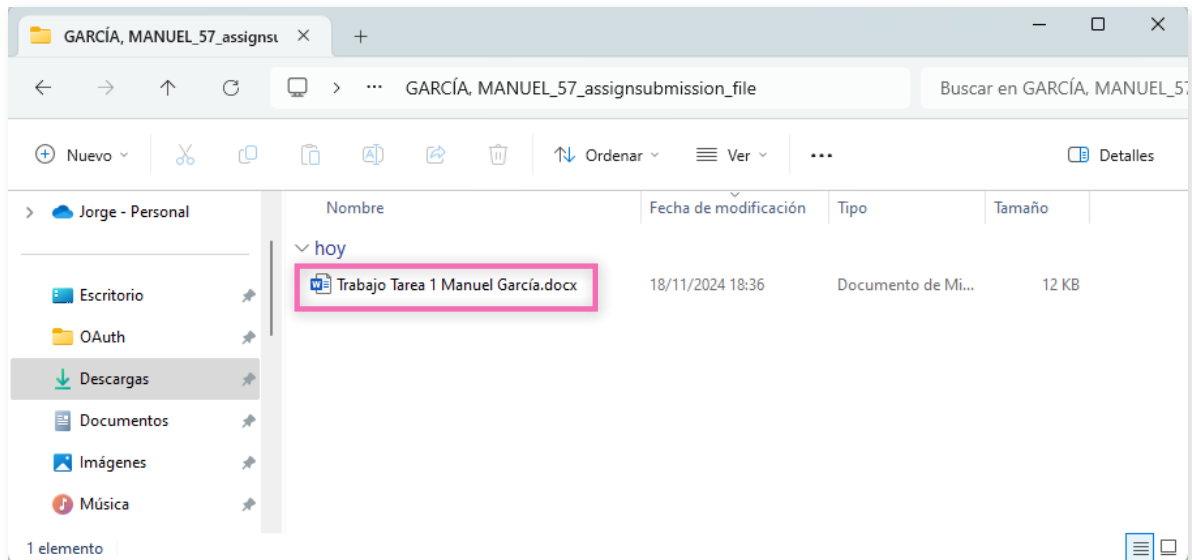 GARCÍA, MANUEL_57_assignsu
GARCÍA, MANUEL_57_assignsubmission_file
Buscar en GARCÍA, MANUEL_57
Nuevo
Ordenar
Ver
Detalles
Jorge - Personal
Nombre
Fecha de modificación
Tipo
Tamaño
hoy
Trabajo Tarea 1 Manuel García.docx
18/11/2024 18:36
Documento de Mi...
12 KB
Escritorio
OAuth
Descargas
Documentos
Imágenes
Música
1 elemento